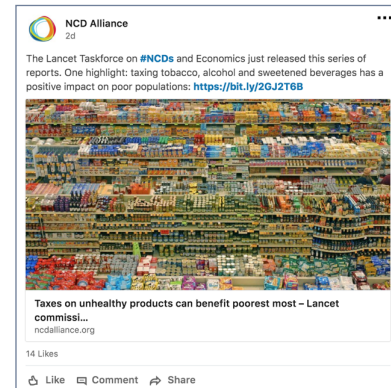 NCD Alliance
2d
The Lancet Taskforce on #NCDs and Economics just released this series of
reports. One highlight: taxing tobacco, alcohol and sweetened beverages has a
positive impact on poor populations: https://bit.ly/2GJ2T6B
Taxes on unhealthy products can benefit poorest most – Lancet
commissi...
ncdalliance.org
14 Likes
Like Comment Share